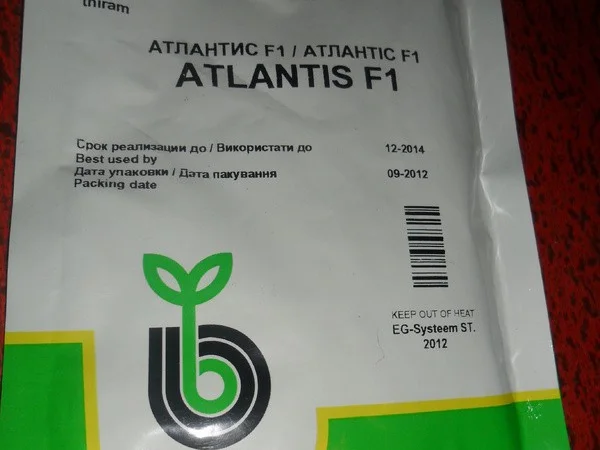 thiram
АТЛАНТИС F1 / АТЛАНТІС F1
ATLANTIS F1
Срок реализации до / Використати до 12-2014
Best used by
Дата упаковки / Дата пакування 09-2012
Packing date
KEEP OUT OF HEAT
EG-Systeem ST.
2012
b